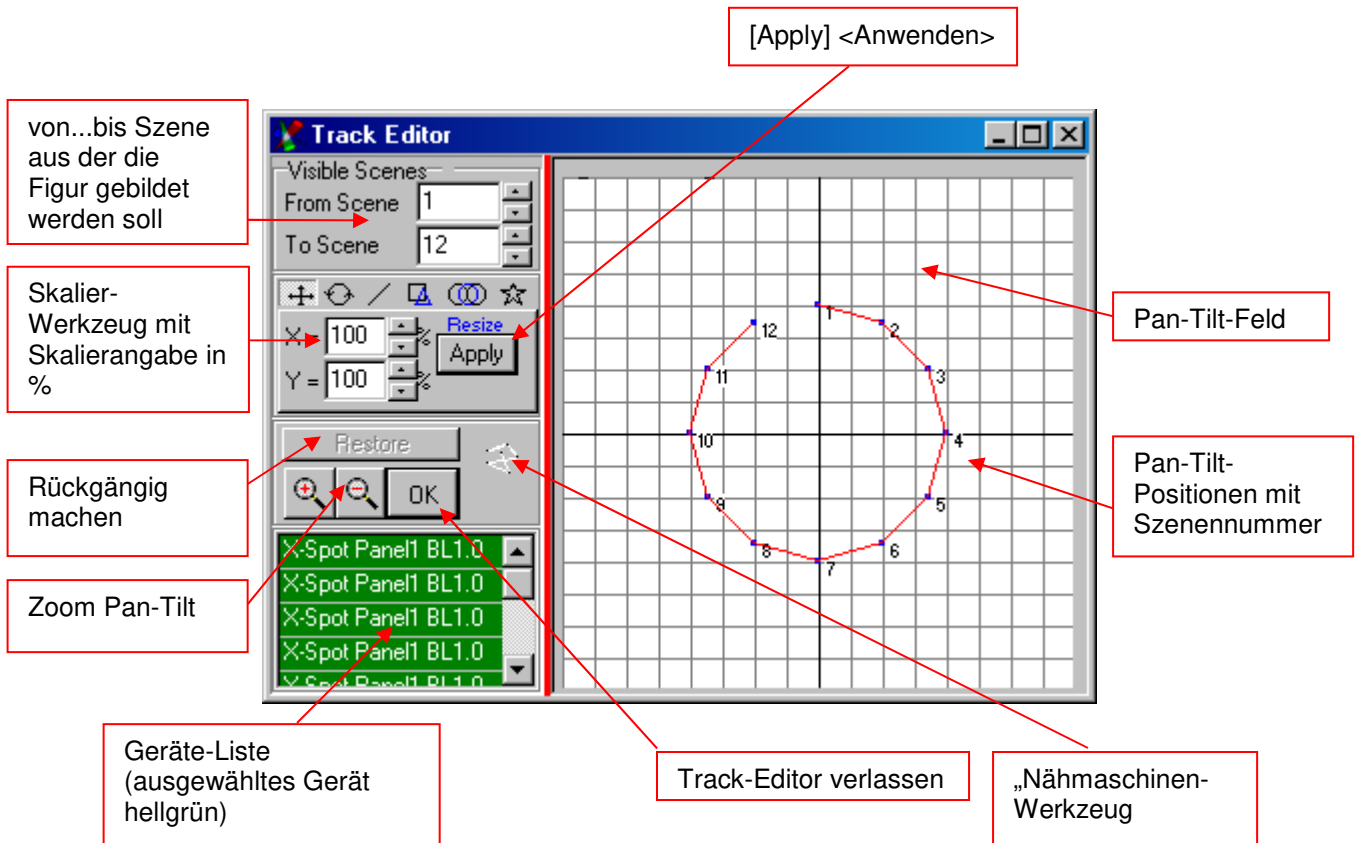 [Apply] <Anwenden>
von...bis Szene
aus der die
Figur gebildet
werden soll
Track Editor
Visible Scenes
From Scene 1
To Scene 12
Skalier-
Werkzeug mit
Skalierangabe in
%
X = 100 %
Resize
Apply
Y = 100 %
Pan-Tilt-Feld
1
2
3
4
5
6
7
8
9
10
11
12
Rückgängig
machen
Restore
OK
Pan-Tilt-
Positionen mit
Szenennummer
Zoom Pan-Tilt
X-Spot Panel1 BL1.0
X-Spot Panel1 BL1.0
X-Spot Panel1 BL1.0
X-Spot Panel1 BL1.0
X-Spot Panel1 BL1.0
Geräte-Liste
(ausgewähltes Gerät
hellgrün)
Track-Editor verlassen
„Nähmaschinen-
Werkzeug